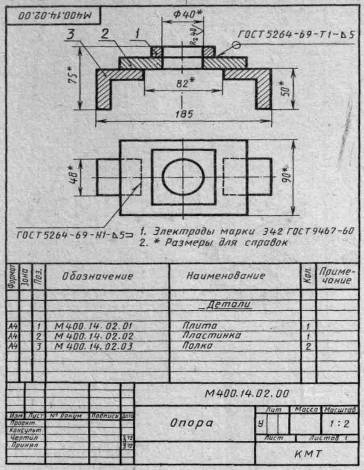 М400.14.02.00
Ф40*
3
2
1
ГОСТ 5264-69-Т1-⊿5
75*
82*
50*
185
48*
90*
ГОСТ 5264-69-Н1-⊿5⊐
1. Электроды марки Э42 ГОСТ 9467-60
2. * Размеры для справок
Формат Зона Поз. Обозначение Наименование Кол. Приме-
чание
Детали
А4 1 М400.14.02.01 Плита 1
А4 2 М400.14.02.02 Пластинка 1
А4 3 М400.14.02.03 Полка 2
М400.14.02.00
Лит Масса Масштаб
Изм Лист № докум Подпись Дата
Проект.
Опора
У 1:2
Консульт
Чертил
Лист Листов 1
Принял
КМТ